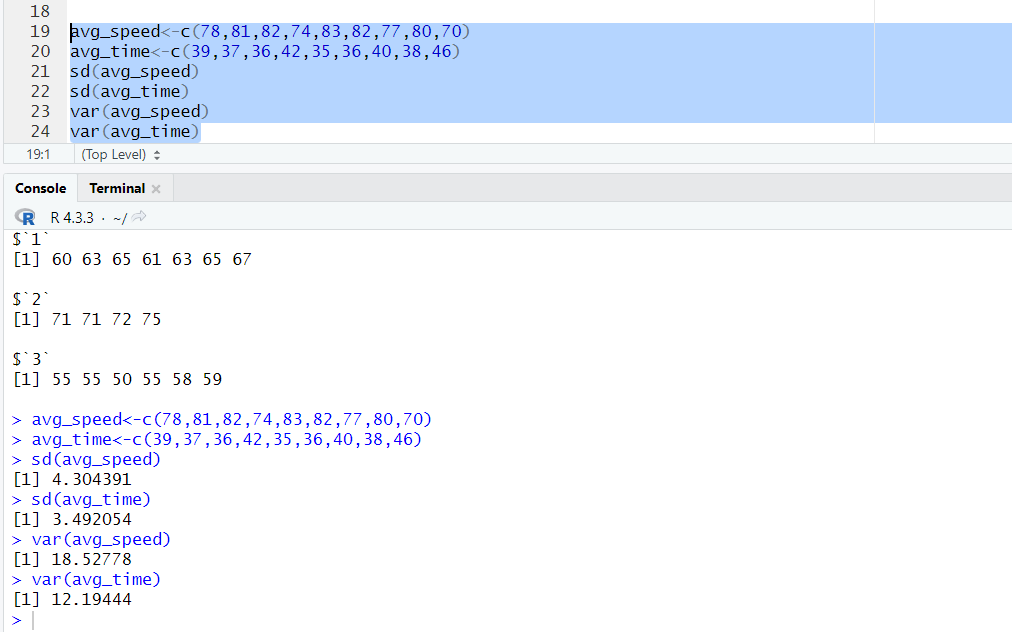 18
19 avg_speed<-c(78,81,82,74,83,82,77,80,70)
20 avg_time<-c(39,37,36,42,35,36,40,38,46)
21 sd(avg_speed)
22 sd(avg_time)
23 var(avg_speed)
24 var(avg_time)
19:1 (Top Level)
Console Terminal
R R 4.3.3 · ~/
$`1`
[1] 60 63 65 61 63 65 67
$`2`
[1] 71 71 72 75
$`3`
[1] 55 55 50 55 58 59
> avg_speed<-c(78,81,82,74,83,82,77,80,70)
> avg_time<-c(39,37,36,42,35,36,40,38,46)
> sd(avg_speed)
[1] 4.304391
> sd(avg_time)
[1] 3.492054
> var(avg_speed)
[1] 18.52778
> var(avg_time)
[1] 12.19444
>